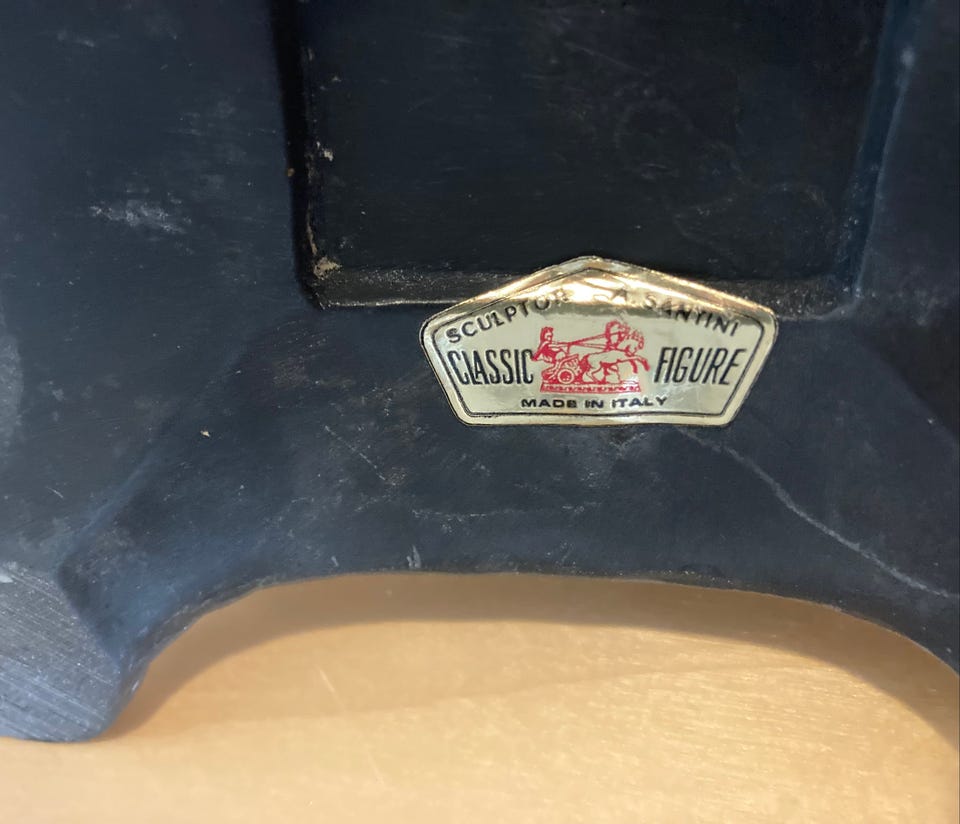 SCULPTOR A. SANTINI
CLASSIC FIGURE
MADE IN ITALY